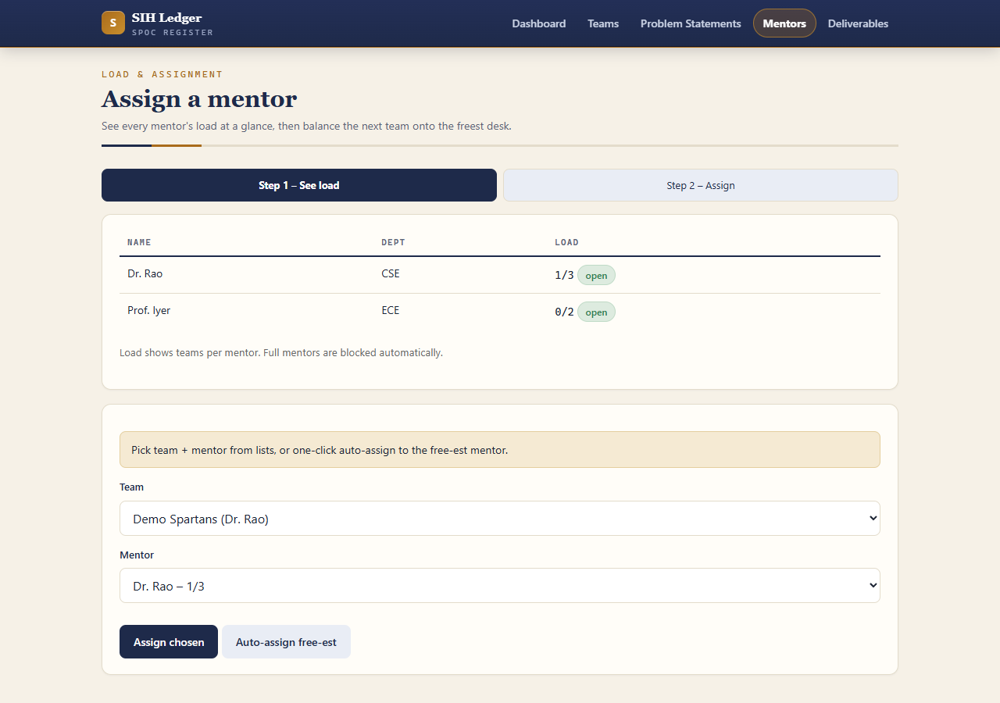 S
SIH Ledger
SPOC REGISTER
Dashboard
Teams
Problem Statements
Mentors
Deliverables
LOAD & ASSIGNMENT
Assign a mentor
See every mentor's load at a glance, then balance the next team onto the freest desk.
Step 1 – See load
Step 2 – Assign
NAME DEPT LOAD
Dr. Rao CSE 1/3 open
Prof. Iyer ECE 0/2 open
Load shows teams per mentor. Full mentors are blocked automatically.
Pick team + mentor from lists, or one-click auto-assign to the free-est mentor.
Team
Demo Spartans (Dr. Rao)
Mentor
Dr. Rao – 1/3
Assign chosen
Auto-assign free-est